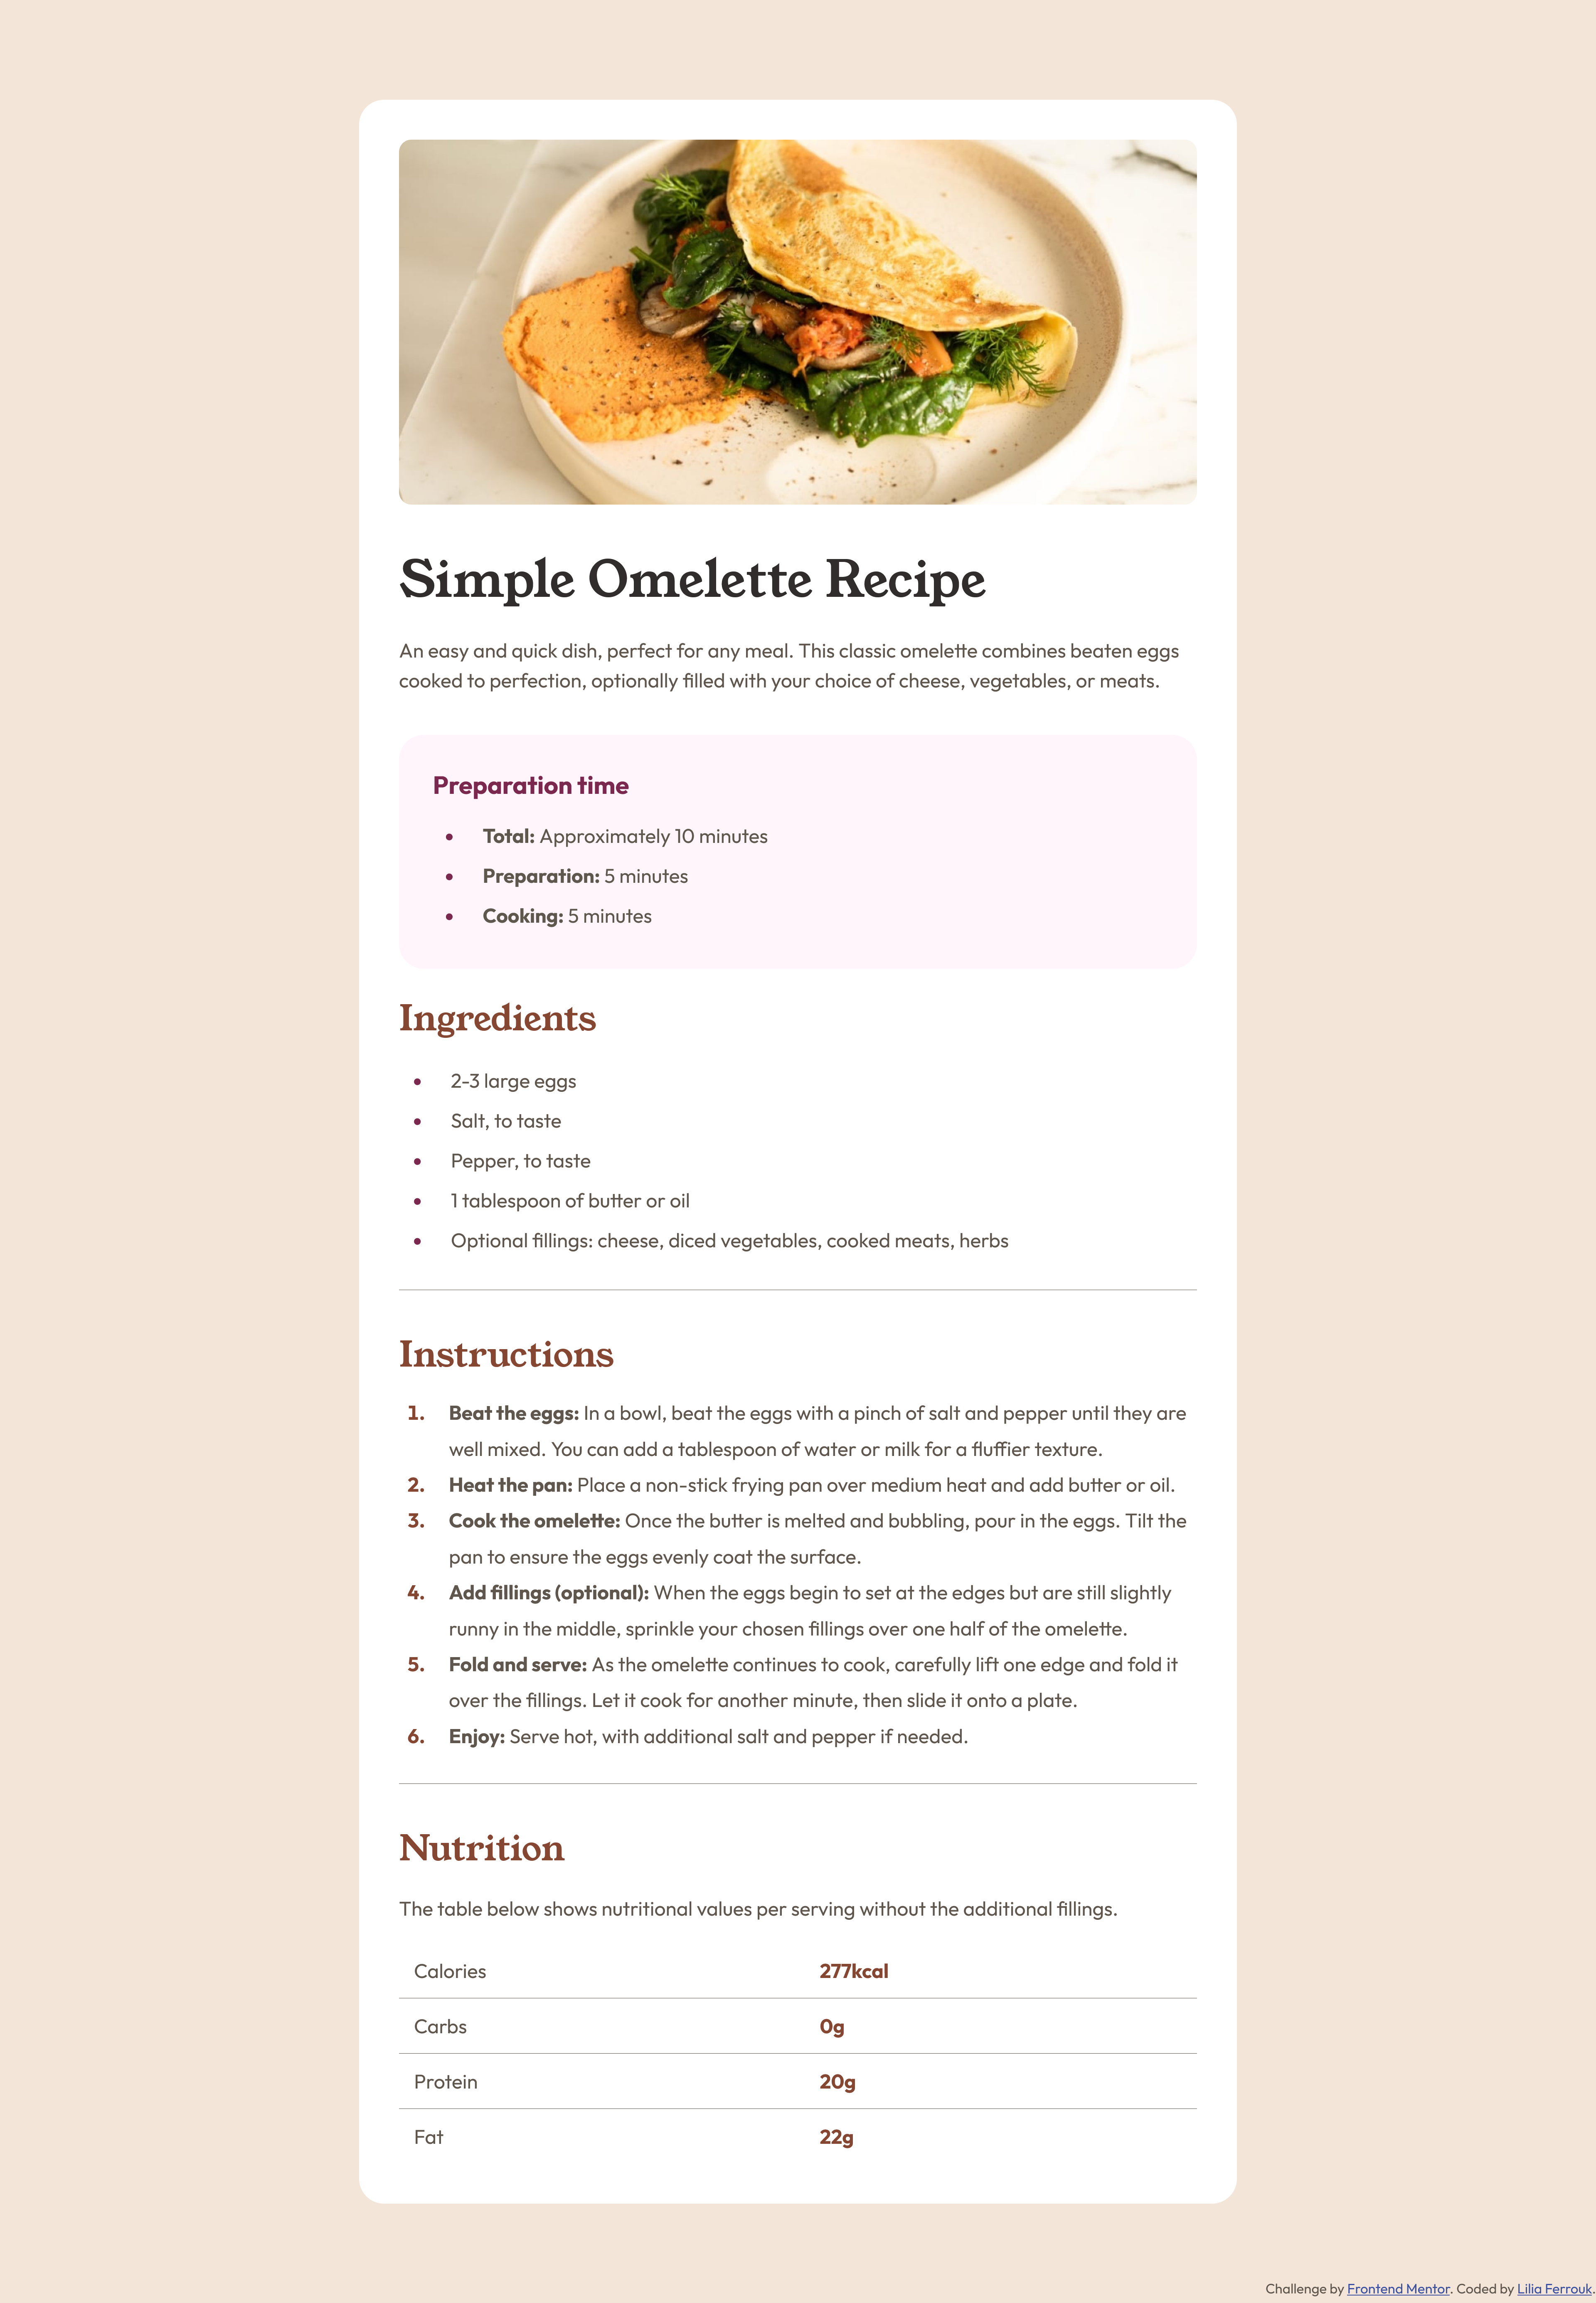 Simple Omelette Recipe
An easy and quick dish, perfect for any meal. This classic omelette combines beaten eggs
cooked to perfection, optionally filled with your choice of cheese, vegetables, or meats.
Preparation time
• Total: Approximately 10 minutes
• Preparation: 5 minutes
• Cooking: 5 minutes
Ingredients
• 2-3 large eggs
• Salt, to taste
• Pepper, to taste
• 1 tablespoon of butter or oil
• Optional fillings: cheese, diced vegetables, cooked meats, herbs
Instructions
1. Beat the eggs: In a bowl, beat the eggs with a pinch of salt and pepper until they are
well mixed. You can add a tablespoon of water or milk for a fluffier texture.
2. Heat the pan: Place a non-stick frying pan over medium heat and add butter or oil.
3. Cook the omelette: Once the butter is melted and bubbling, pour in the eggs. Tilt the
pan to ensure the eggs evenly coat the surface.
4. Add fillings (optional): When the eggs begin to set at the edges but are still slightly
runny in the middle, sprinkle your chosen fillings over one half of the omelette.
5. Fold and serve: As the omelette continues to cook, carefully lift one edge and fold it
over the fillings. Let it cook for another minute, then slide it onto a plate.
6. Enjoy: Serve hot, with additional salt and pepper if needed.
Nutrition
The table below shows nutritional values per serving without the additional fillings.
Calories 277kcal
Carbs 0g
Protein 20g
Fat 22g
Challenge by Frontend Mentor. Coded by Lilia Ferrouk.